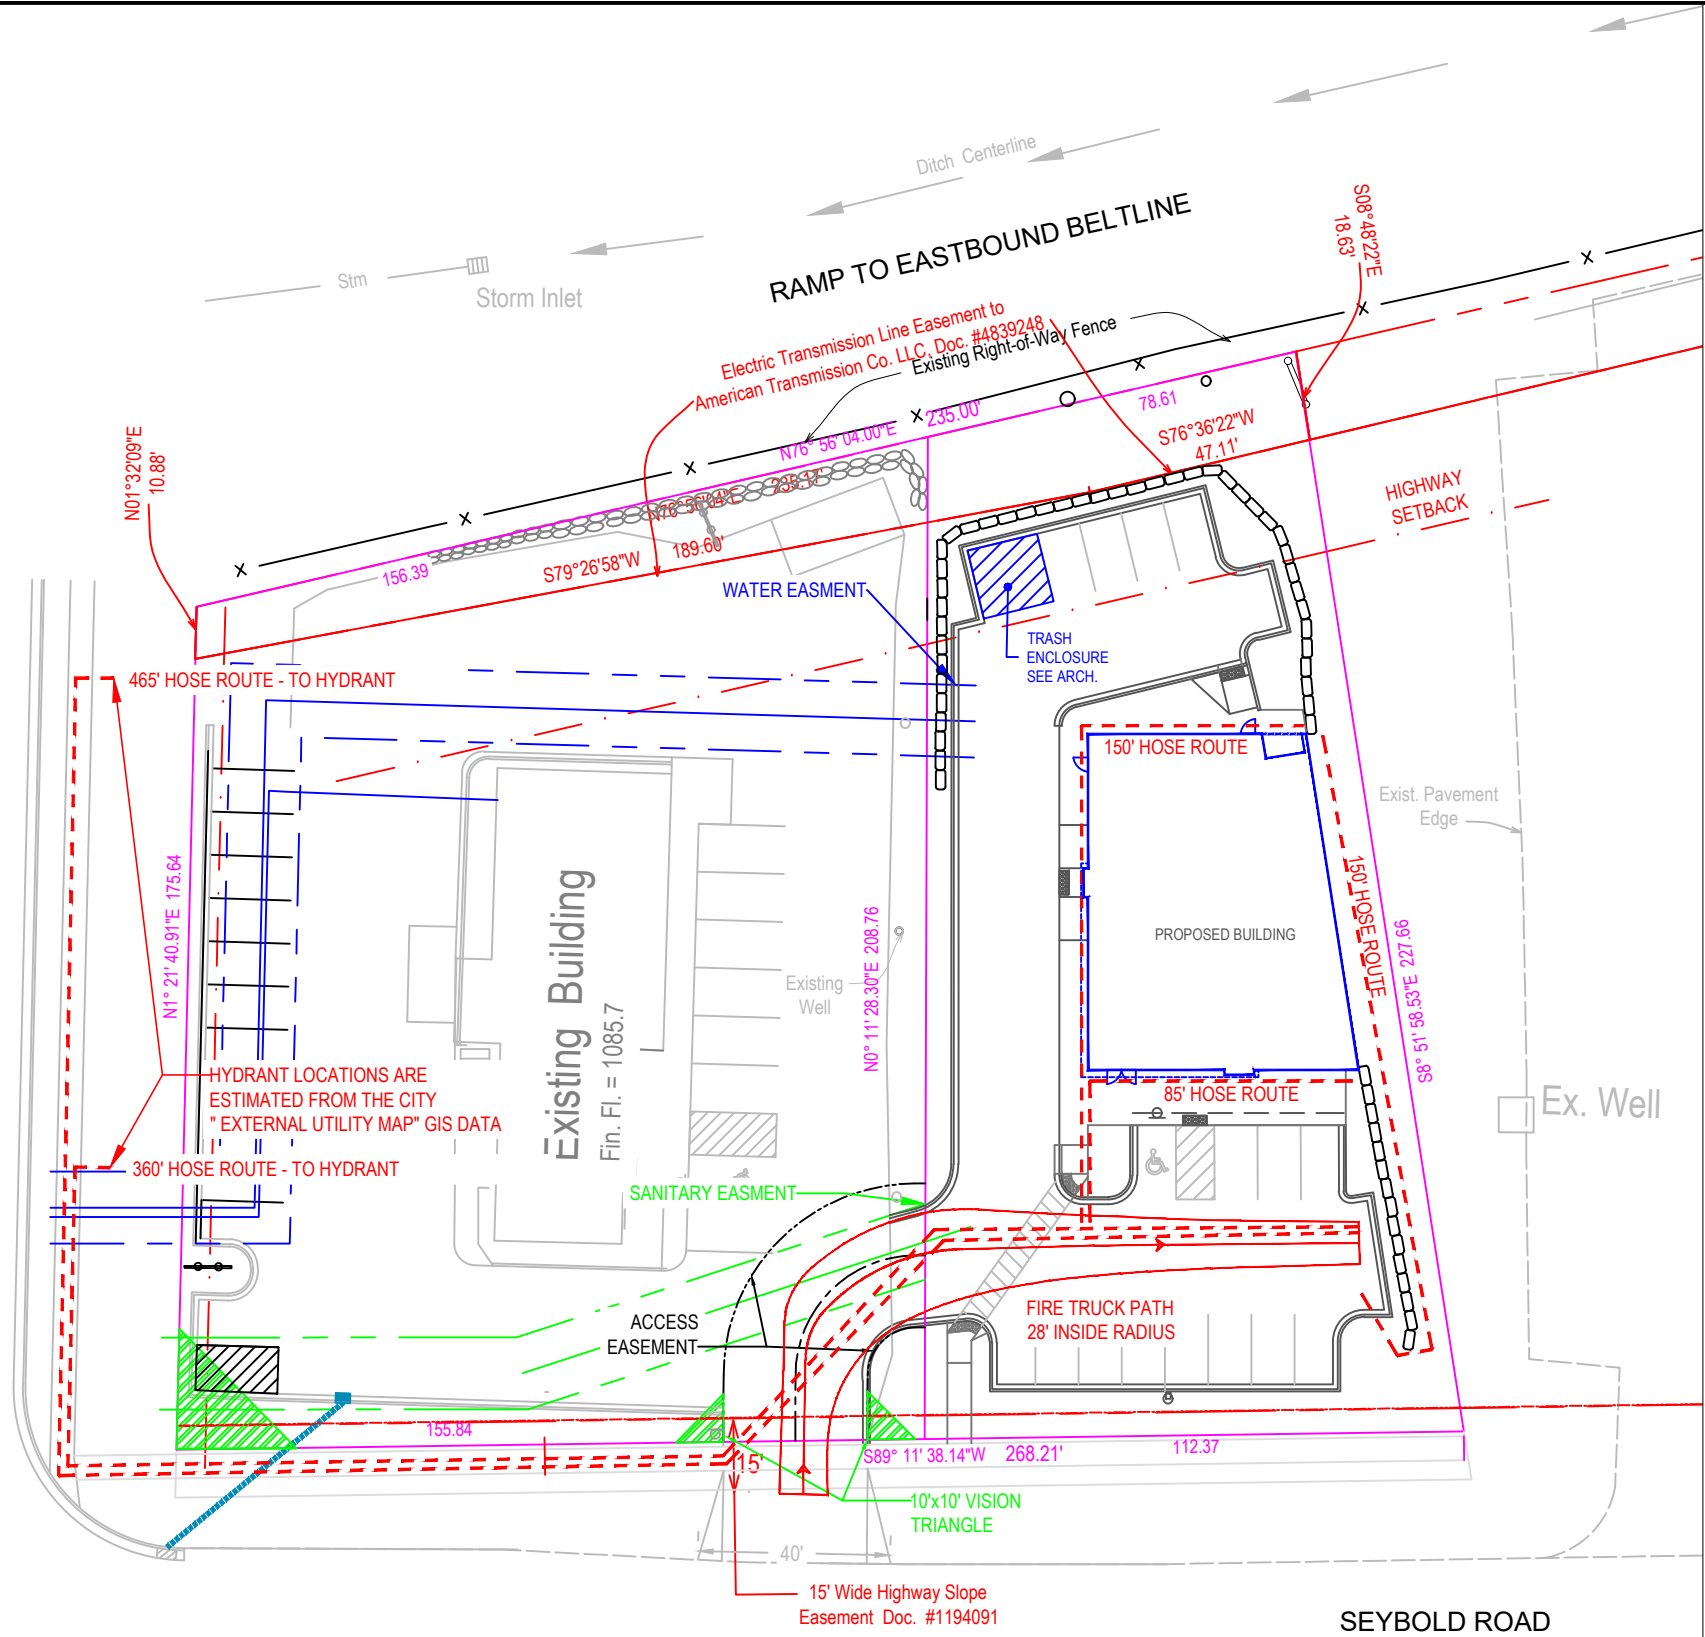 Ditch Centerline
Stm
Storm Inlet
RAMP TO EASTBOUND BELTLINE
S08°48'22"E
18.63'
Electric Transmission Line Easement to
American Transmission Co. LLC, Doc. #4839248
Existing Right-of-Way Fence
N76° 56' 04.00"E
235.00'
78.61
S76°36'22"W
47.11'
N01°32'09"E
10.88'
HIGHWAY
SETBACK
N76°56'04"E
235.17'
156.39
S79°26'58"W
189.60'
WATER EASMENT
TRASH
ENCLOSURE
SEE ARCH.
465' HOSE ROUTE - TO HYDRANT
150' HOSE ROUTE
Exist. Pavement
Edge
N1° 21' 40.91"E 175.64
Existing Building
Fin. Fl. = 1085.7
Existing
Well
N0° 11' 28.30"E 208.76
PROPOSED BUILDING
150' HOSE ROUTE
S8° 51' 58.53"E 227.66
HYDRANT LOCATIONS ARE
ESTIMATED FROM THE CITY
" EXTERNAL UTILITY MAP" GIS DATA
85' HOSE ROUTE
Ex. Well
360' HOSE ROUTE - TO HYDRANT
SANITARY EASMENT
ACCESS
EASEMENT
FIRE TRUCK PATH
28' INSIDE RADIUS
155.84
15'
S89° 11' 38.14"W
268.21'
112.37
10'x10' VISION
TRIANGLE
40'
15' Wide Highway Slope
Easement Doc. #1194091
SEYBOLD ROAD